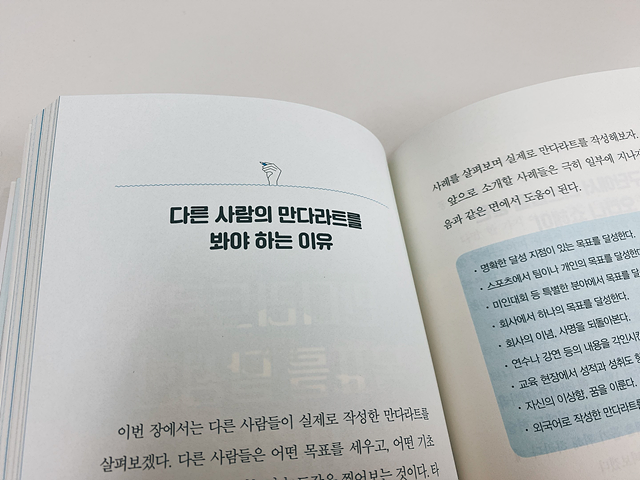 다른 사람의 만다라트를
봐야 하는 이유
이번 장에서는 다른 사람들이 실제로 작성한 만다라트를
살펴보겠다. 다른 사람들은 어떤 목표를 세우고, 어떤 기초
것이다. 타
사례를 살펴보며 실제로 만다라트를 작성해보자.
앞으로 소개할 사례들은 극히 일부에 지나지
음과 같은 면에서 도움이 된다.
· 명확한 달성 지점이 있는 목표를 달성한다.
· 스포츠에서 팀이나 개인의 목표를 달성한다
· 미인대회 등 특별한 분야에서 목표를 달
· 회사에서 하나의 목표를 달성한다.
· 회사의 이념, 사명을 되돌아본다.
· 연수나 강연 등의 내용을 각인시킨
· 교육 현장에서 성적과 성취도 향
· 자신의 이상향, 꿈을 이룬다.
· 외국어로 작성한 만다라트를